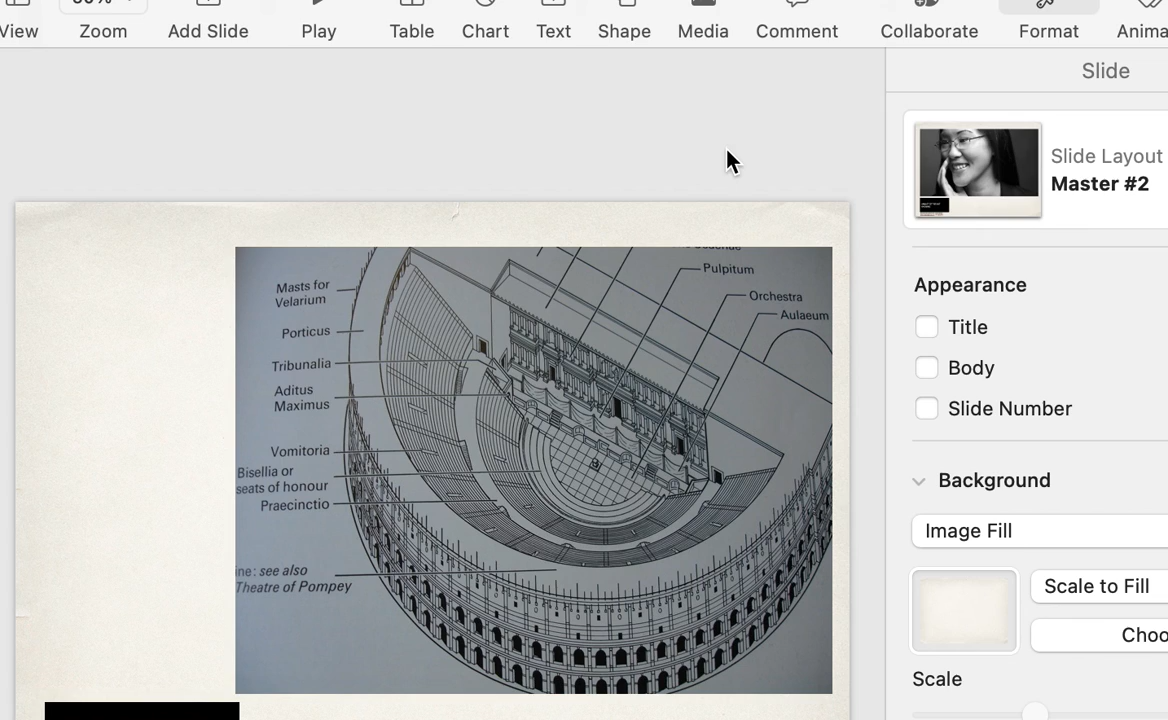 View
Zoom
Add Slide
Play
Table
Chart
Text
Shape
Media
Comment
Collaborate
Format
Anima
Slide
Slide Layout
Master #2
Appearance
Title
Body
Slide Number
Background
Image Fill
Scale to Fill
Choo
Scale
Pulpitum
Orchestra
Aulaeum
Masts for
Velarium
Porticus
Tribunalia
Aditus
Maximus
Vomitoria
Bisellia or
seats of honour
Praecinctio
ine: see also
Theatre of Pompey